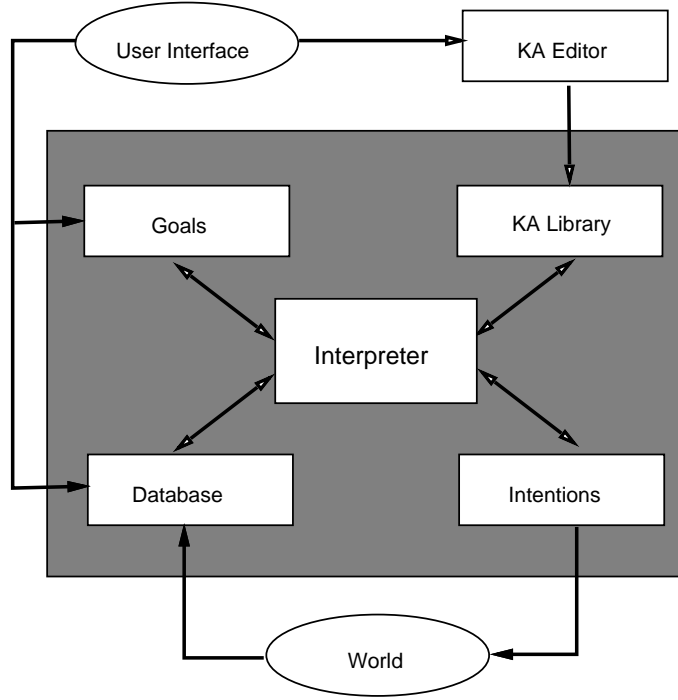 User Interface
KA Editor
Goals
KA Library
Interpreter
Database
Intentions
World